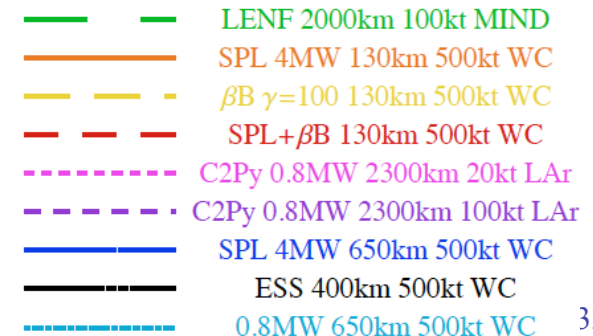 LENF 2000km 100kt MIND
SPL 4MW 130km 500kt WC
βB γ=100 130km 500kt WC
SPL+βB 130km 500kt WC
C2Py 0.8MW 2300km 20kt LAr
C2Py 0.8MW 2300km 100kt LAr
SPL 4MW 650km 500kt WC
ESS 400km 500kt WC
0.8MW 650km 500kt WC